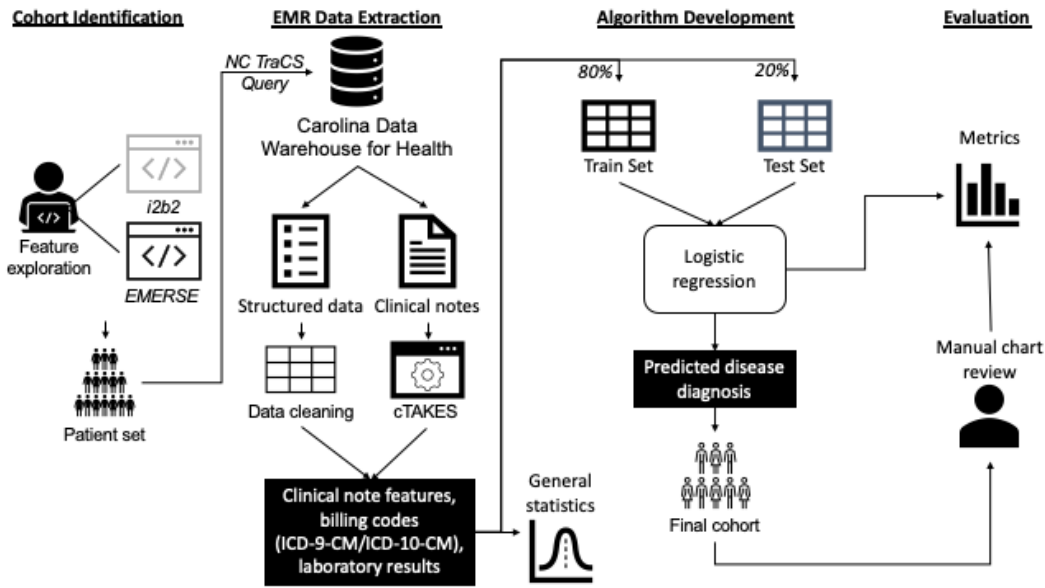 Cohort Identification
EMR Data Extraction
Algorithm Development
Evaluation
NC TraCS
Query
Carolina Data
Warehouse for Health
</>
i2b2
</>
Feature
exploration
</>
EMERSE
Patient set
Structured data
Clinical notes
Data cleaning
cTAKES
Clinical note features,
billing codes
(ICD-9-CM/ICD-10-CM),
laboratory results
General
statistics
80%
20%
Train Set
Test Set
Logistic
regression
Predicted disease
diagnosis
Final cohort
Metrics
Manual chart
review
</>